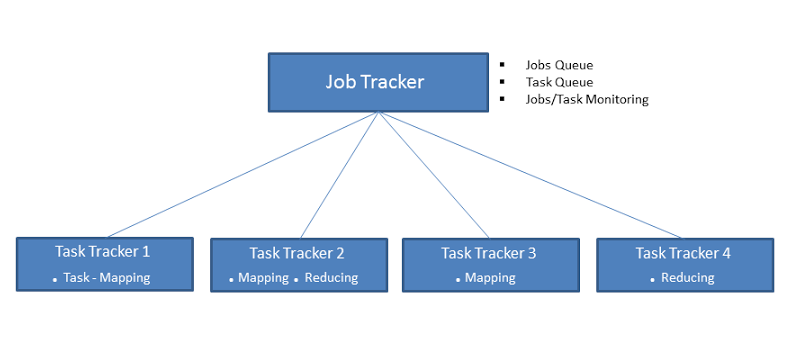 Job Tracker
▪ Jobs Queue
▪ Task Queue
▪ Jobs/Task Monitoring
Task Tracker 1
▪ Task - Mapping
Task Tracker 2
▪ Mapping ▪ Reducing
Task Tracker 3
▪ Mapping
Task Tracker 4
▪ Reducing